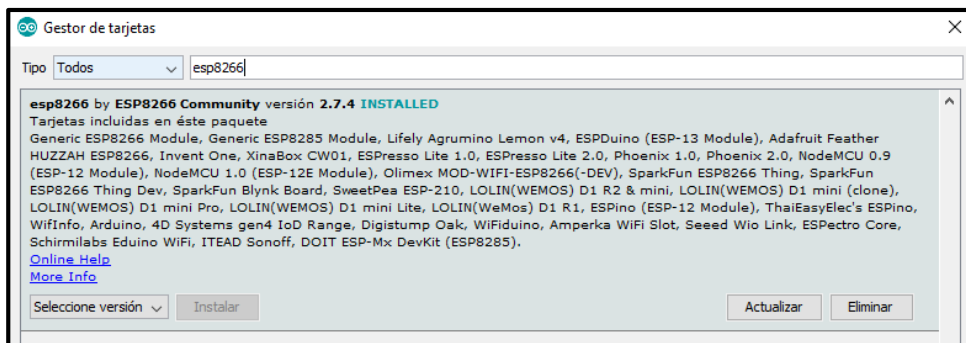 Gestor de tarjetas
Tipo Todos esp8266
esp8266 by ESP8266 Community versión 2.7.4 INSTALLED
Tarjetas incluidas en éste paquete
Generic ESP8266 Module, Generic ESP8285 Module, Lifely Agrumino Lemon v4, ESPDuino (ESP-13 Module), Adafruit Feather
HUZZAH ESP8266, Invent One, XinaBox CW01, ESPresso Lite 1.0, ESPresso Lite 2.0, Phoenix 1.0, Phoenix 2.0, NodeMCU 0.9
(ESP-12 Module), NodeMCU 1.0 (ESP-12E Module), Olimex MOD-WIFI-ESP8266(-DEV), SparkFun ESP8266 Thing, SparkFun
ESP8266 Thing Dev, SparkFun Blynk Board, SweetPea ESP-210, LOLIN(WEMOS) D1 R2 & mini, LOLIN(WEMOS) D1 mini (clone),
LOLIN(WEMOS) D1 mini Pro, LOLIN(WEMOS) D1 mini Lite, LOLIN(WeMos) D1 R1, ESPino (ESP-12 Module), ThaiEasyElec's ESPino,
WifInfo, Arduino, 4D Systems gen4 IoD Range, Digistump Oak, WiFiduino, Amperka WiFi Slot, Seeed Wio Link, ESPectro Core,
Schirmilabs Eduino WiFi, ITEAD Sonoff, DOIT ESP-Mx DevKit (ESP8285).
Online Help
More Info
Seleccione versión Instalar Actualizar Eliminar